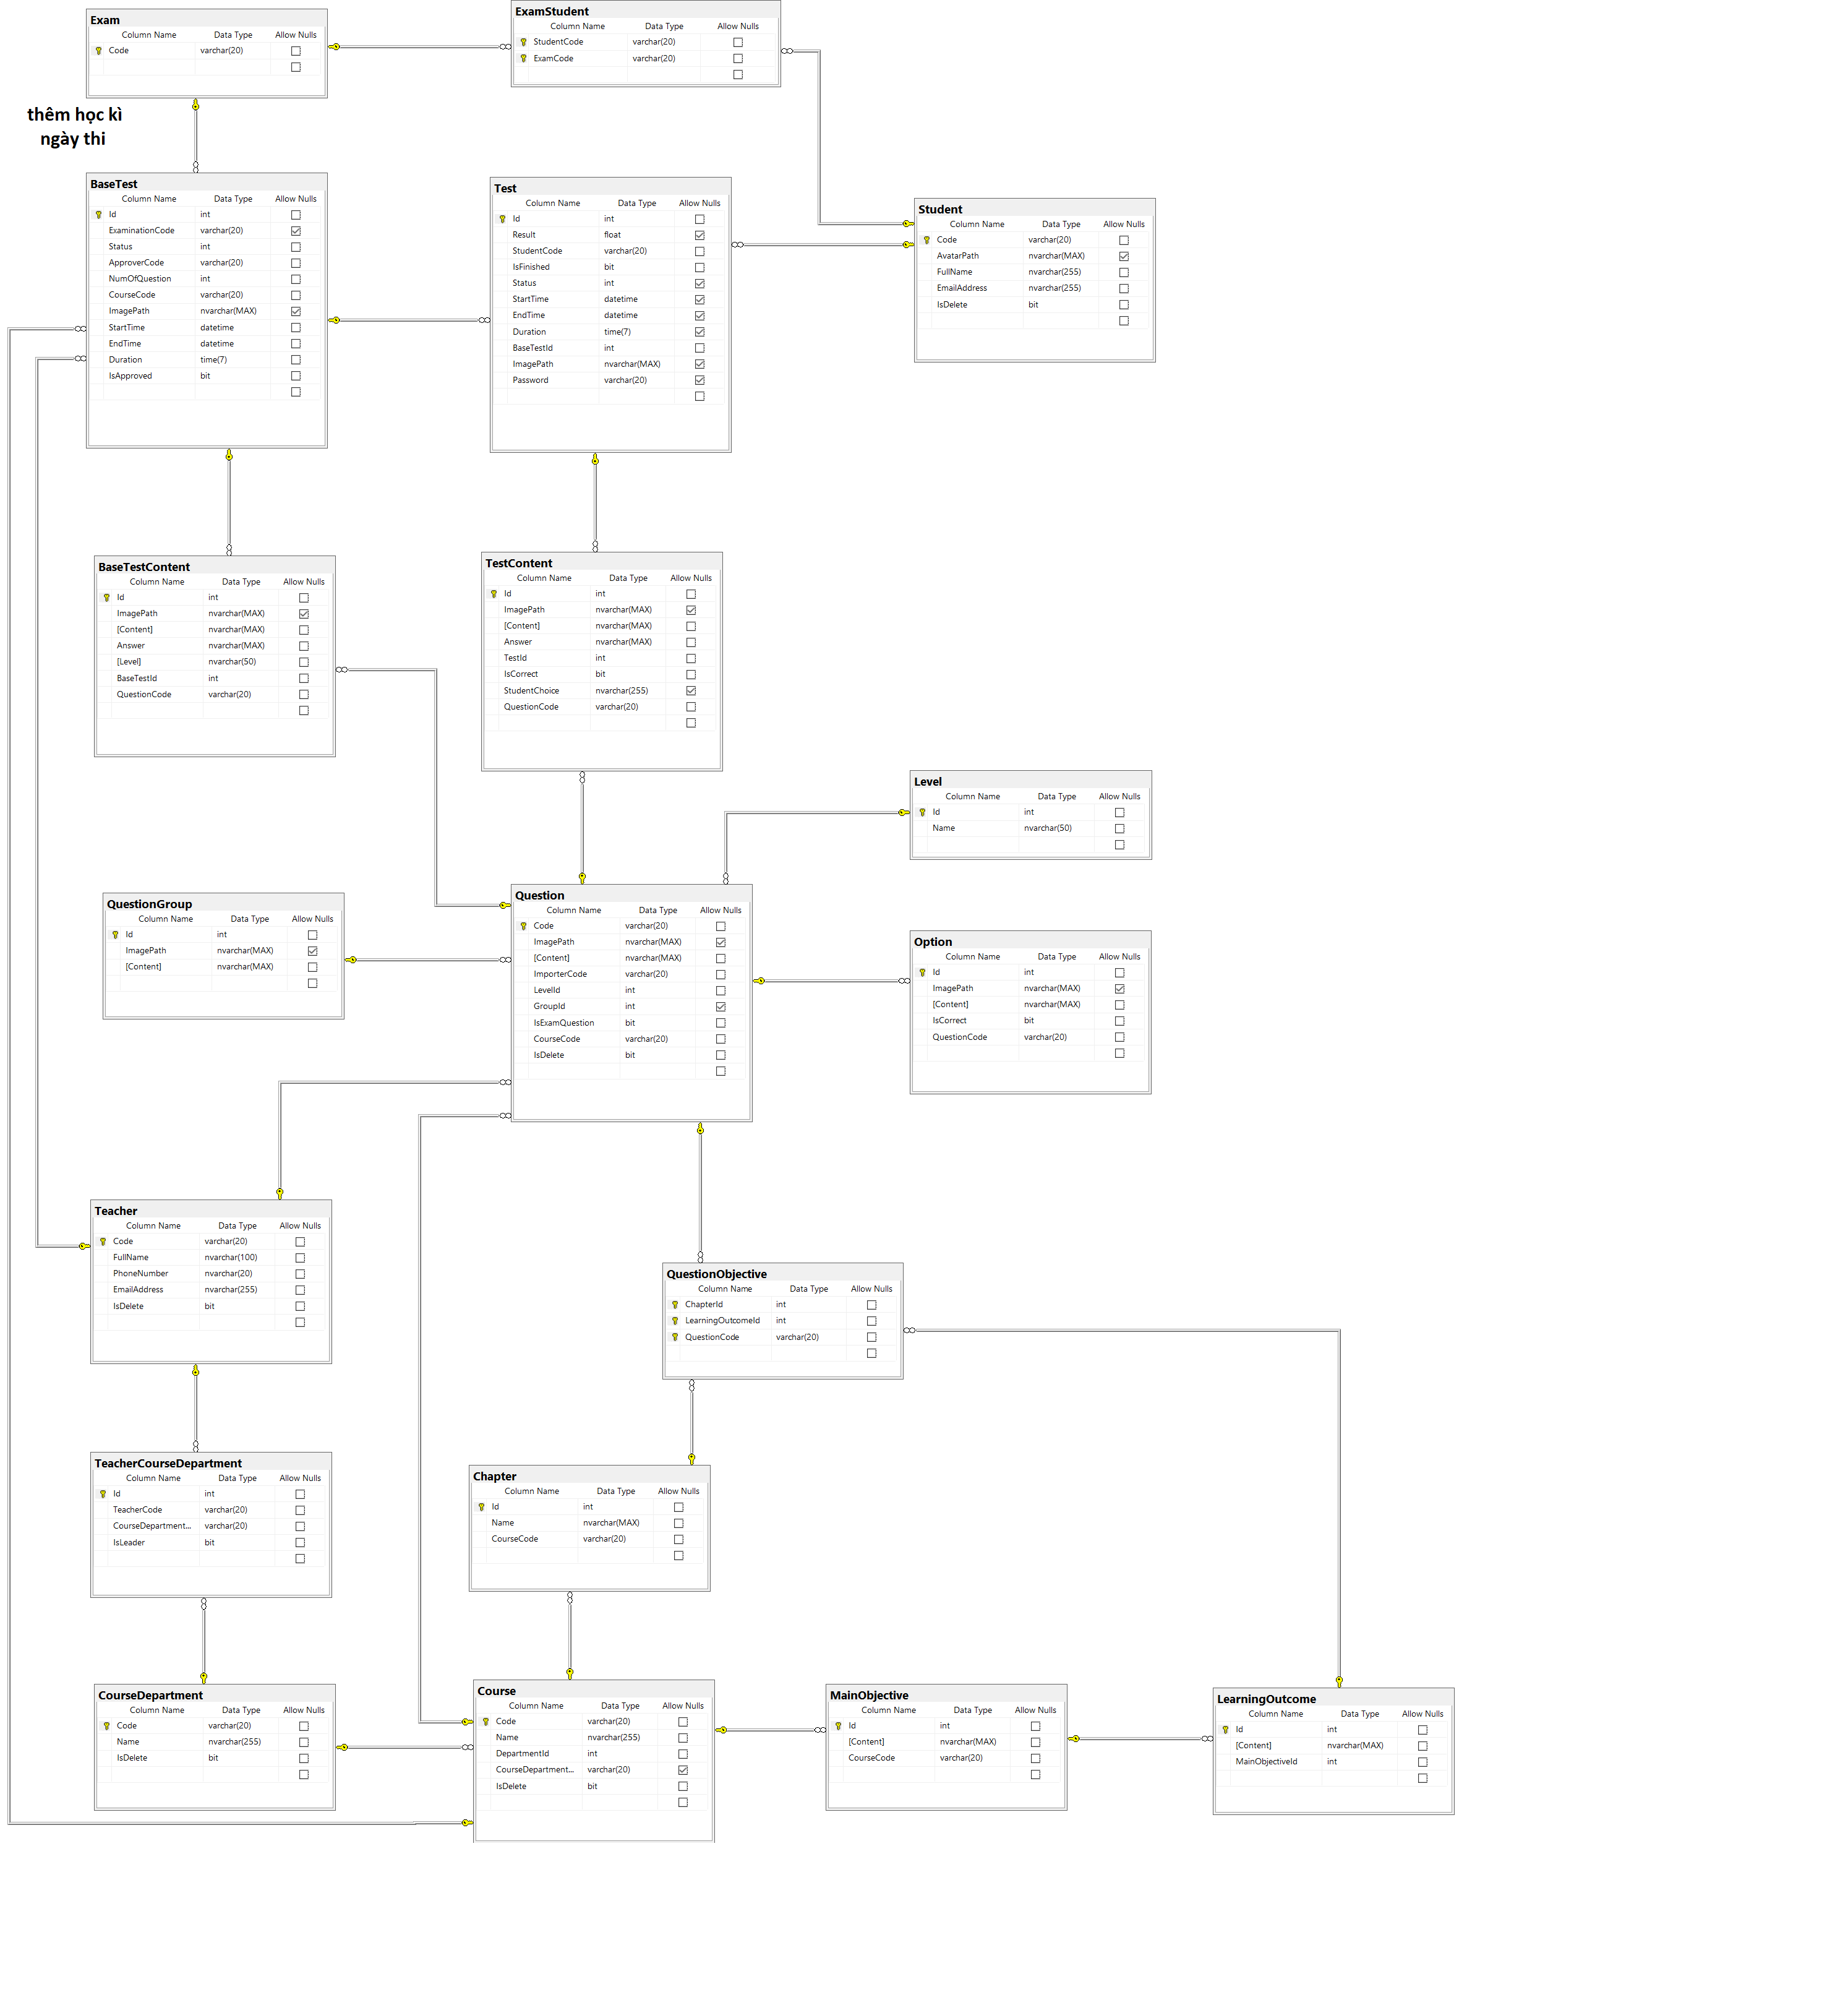 Exam
Column Name Data Type Allow Nulls
Code varchar(20)
ExamStudent
Column Name Data Type Allow Nulls
StudentCode varchar(20)
ExamCode varchar(20)
thêm học kì
ngày thi
BaseTest
Column Name Data Type Allow Nulls
Id int
ExaminationCode varchar(20)
Status int
ApproverCode varchar(20)
NumOfQuestion int
CourseCode varchar(20)
ImagePath nvarchar(MAX)
StartTime datetime
EndTime datetime
Duration time(7)
IsApproved bit
Test
Column Name Data Type Allow Nulls
Id int
Result float
StudentCode varchar(20)
IsFinished bit
Status int
StartTime datetime
EndTime datetime
Duration time(7)
BaseTestId int
ImagePath nvarchar(MAX)
Password varchar(20)
Student
Column Name Data Type Allow Nulls
Code varchar(20)
AvatarPath nvarchar(MAX)
FullName nvarchar(255)
EmailAddress nvarchar(255)
IsDelete bit
BaseTestContent
Column Name Data Type Allow Nulls
Id int
ImagePath nvarchar(MAX)
[Content] nvarchar(MAX)
Answer nvarchar(MAX)
[Level] nvarchar(50)
BaseTestId int
QuestionCode varchar(20)
TestContent
Column Name Data Type Allow Nulls
Id int
ImagePath nvarchar(MAX)
[Content] nvarchar(MAX)
Answer nvarchar(MAX)
TestId int
IsCorrect bit
StudentChoice nvarchar(255)
QuestionCode varchar(20)
Level
Column Name Data Type Allow Nulls
Id int
Name nvarchar(50)
QuestionGroup
Column Name Data Type Allow Nulls
Id int
ImagePath nvarchar(MAX)
[Content] nvarchar(MAX)
Question
Column Name Data Type Allow Nulls
Code varchar(20)
ImagePath nvarchar(MAX)
[Content] nvarchar(MAX)
ImporterCode varchar(20)
LevelId int
GroupId int
IsExamQuestion bit
CourseCode varchar(20)
IsDelete bit
Option
Column Name Data Type Allow Nulls
Id int
ImagePath nvarchar(MAX)
[Content] nvarchar(MAX)
IsCorrect bit
QuestionCode varchar(20)
Teacher
Column Name Data Type Allow Nulls
Code varchar(20)
FullName nvarchar(100)
PhoneNumber nvarchar(20)
EmailAddress nvarchar(255)
IsDelete bit
QuestionObjective
Column Name Data Type Allow Nulls
ChapterId int
LearningOutcomeId int
QuestionCode varchar(20)
TeacherCourseDepartment
Column Name Data Type Allow Nulls
Id int
TeacherCode varchar(20)
CourseDepartment... varchar(20)
IsLeader bit
Chapter
Column Name Data Type Allow Nulls
Id int
Name nvarchar(MAX)
CourseCode varchar(20)
CourseDepartment
Column Name Data Type Allow Nulls
Code varchar(20)
Name nvarchar(255)
IsDelete bit
Course
Column Name Data Type Allow Nulls
Code varchar(20)
Name nvarchar(255)
DepartmentId int
CourseDepartment... varchar(20)
IsDelete bit
MainObjective
Column Name Data Type Allow Nulls
Id int
[Content] nvarchar(MAX)
CourseCode varchar(20)
LearningOutcome
Column Name Data Type Allow Nulls
Id int
[Content] nvarchar(MAX)
MainObjectiveId int